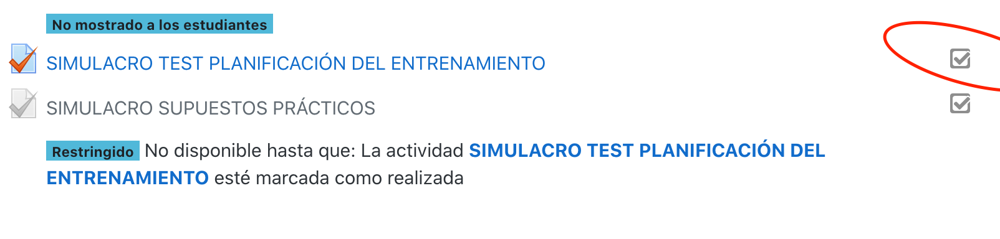 No mostrado a los estudiantes
SIMULACRO TEST PLANIFICACIÓN DEL ENTRENAMIENTO
SIMULACRO SUPUESTOS PRÁCTICOS
Restringido No disponible hasta que: La actividad SIMULACRO TEST PLANIFICACIÓN DEL
ENTRENAMIENTO esté marcada como realizada